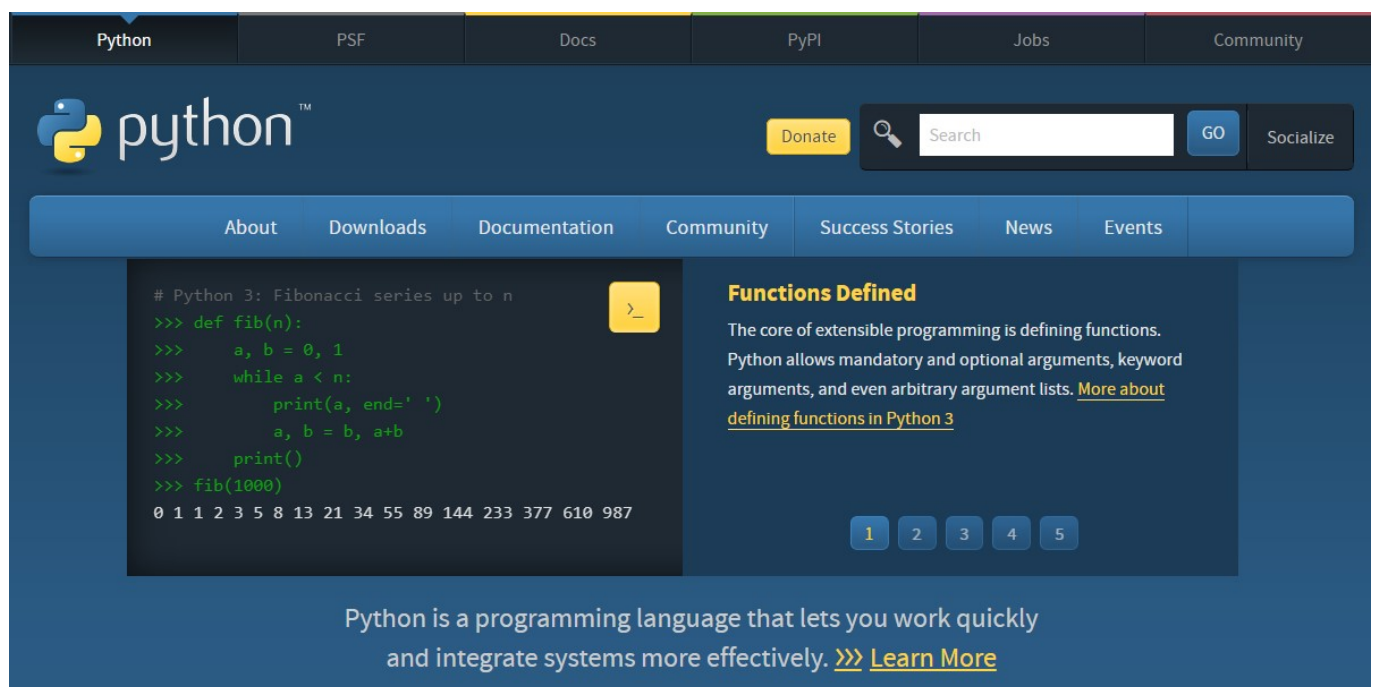 Python PSF Docs PyPI Jobs Community
python™
Donate Search GO Socialize
About Downloads Documentation Community Success Stories News Events
# Python 3: Fibonacci series up to n
>>> def fib(n):
>>>     a, b = 0, 1
>>>     while a < n:
>>>         print(a, end=' ')
>>>         a, b = b, a+b
>>>     print()
>>> fib(1000)
0 1 1 2 3 5 8 13 21 34 55 89 144 233 377 610 987
>_
Functions Defined
The core of extensible programming is defining functions.
Python allows mandatory and optional arguments, keyword
arguments, and even arbitrary argument lists. More about
defining functions in Python 3
1 2 3 4 5
Python is a programming language that lets you work quickly
and integrate systems more effectively. >>> Learn More